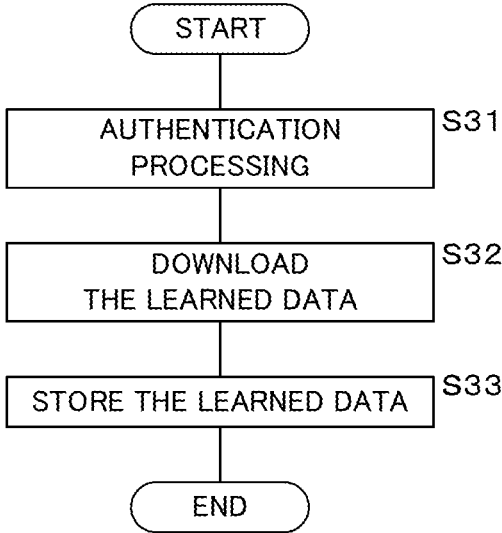 START
AUTHENTICATION
PROCESSING
S31
DOWNLOAD
THE LEARNED DATA
S32
STORE THE LEARNED DATA
S33
END